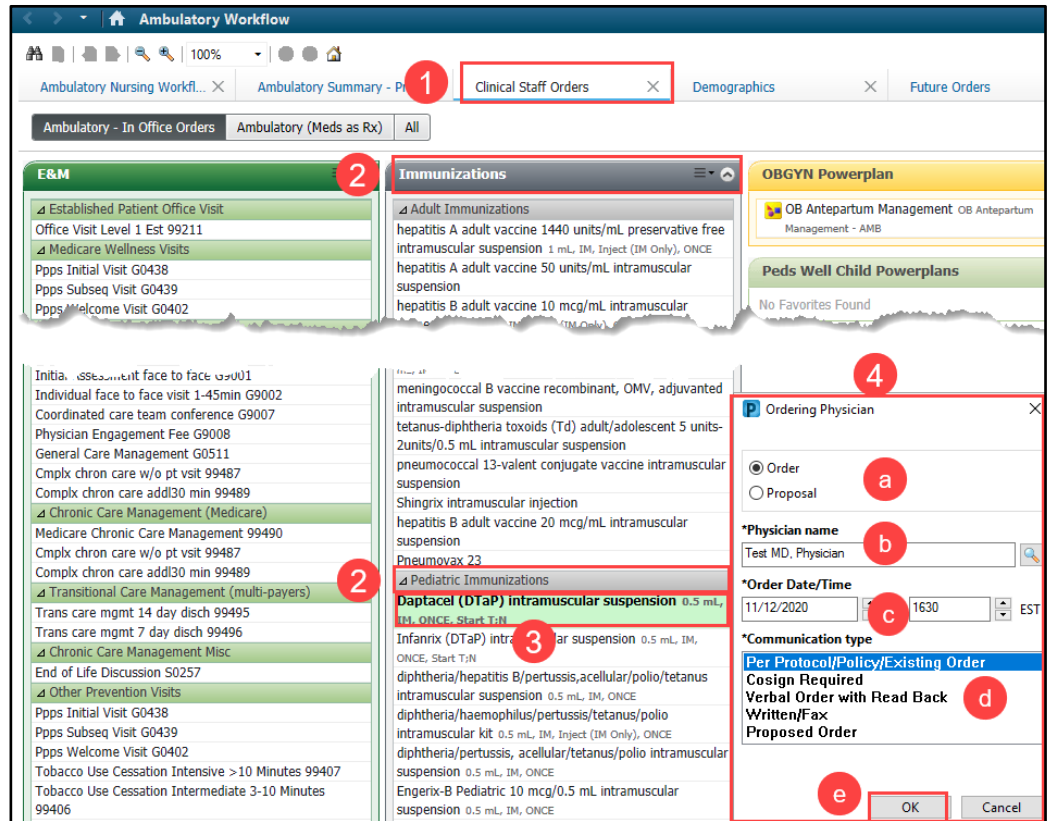 Ambulatory Workflow
100%
Ambulatory Nursing Workfl...
Ambulatory Summary - Pr
1
Clinical Staff Orders
Demographics
Future Orders
Ambulatory - In Office Orders
Ambulatory (Meds as Rx)
All
E&M
Established Patient Office Visit
Office Visit Level 1 Est 99211
Medicare Wellness Visits
Ppps Initial Visit G0438
Ppps Subseq Visit G0439
Ppps Welcome Visit G0402
Initial Assessment face to face G9001
Individual face to face visit 1-45min G9002
Coordinated care team conference G9007
Physician Engagement Fee G9008
General Care Management G0511
Cmplx chron care w/o pt vsit 99487
Complx chron care addl30 min 99489
Chronic Care Management (Medicare)
Medicare Chronic Care Management 99490
Cmplx chron care w/o pt vsit 99487
Complx chron care addl30 min 99489
Transitional Care Management (multi-payers)
Trans care mgmt 14 day disch 99495
Trans care mgmt 7 day disch 99496
Chronic Care Management Misc
End of Life Discussion S0257
Other Prevention Visits
Ppps Initial Visit G0438
Ppps Subseq Visit G0439
Ppps Welcome Visit G0402
Tobacco Use Cessation Intensive >10 Minutes 99407
Tobacco Use Cessation Intermediate 3-10 Minutes
99406
2
Immunizations
Adult Immunizations
hepatitis A adult vaccine 1440 units/mL preservative free
intramuscular suspension 1 mL, IM, Inject (IM Only), ONCE
hepatitis A adult vaccine 50 units/mL intramuscular
suspension
hepatitis B adult vaccine 10 mcg/mL intramuscular
meningococcal B vaccine recombinant, OMV, adjuvanted
intramuscular suspension
tetanus-diphtheria toxoids (Td) adult/adolescent 5 units-
2units/0.5 mL intramuscular suspension
pneumococcal 13-valent conjugate vaccine intramuscular
suspension
Shingrix intramuscular injection
hepatitis B adult vaccine 20 mcg/mL intramuscular
suspension
Pneumovax 23
2
Pediatric Immunizations
Daptacel (DTaP) intramuscular suspension 0.5 mL,
IM, ONCE, Start T;N
3
Infanrix (DTaP) intramuscular suspension 0.5 mL, IM,
ONCE, Start T;N
diphtheria/hepatitis B/pertussis,acellular/polio/tetanus
intramuscular suspension 0.5 mL, IM, ONCE
diphtheria/haemophilus/pertussis/tetanus/polio
intramuscular kit 0.5 mL, IM, Inject (IM Only), ONCE
diphtheria/pertussis, acellular/tetanus/polio intramuscular
suspension 0.5 mL, IM, ONCE
Engerix-B Pediatric 10 mcg/0.5 mL intramuscular
suspension 0.5 mL, IM, ONCE
OBGYN Powerplan
OB Antepartum Management OB Antepartum
Management - AMB
Peds Well Child Powerplans
No Favorites Found
4
P Ordering Physician
Order
Proposal
a
*Physician name
Test MD, Physician
b
*Order Date/Time
11/12/2020
c
1630
EST
*Communication type
Per Protocol/Policy/Existing Order
Cosign Required
Verbal Order with Read Back
Written/Fax
Proposed Order
d
e
OK
Cancel